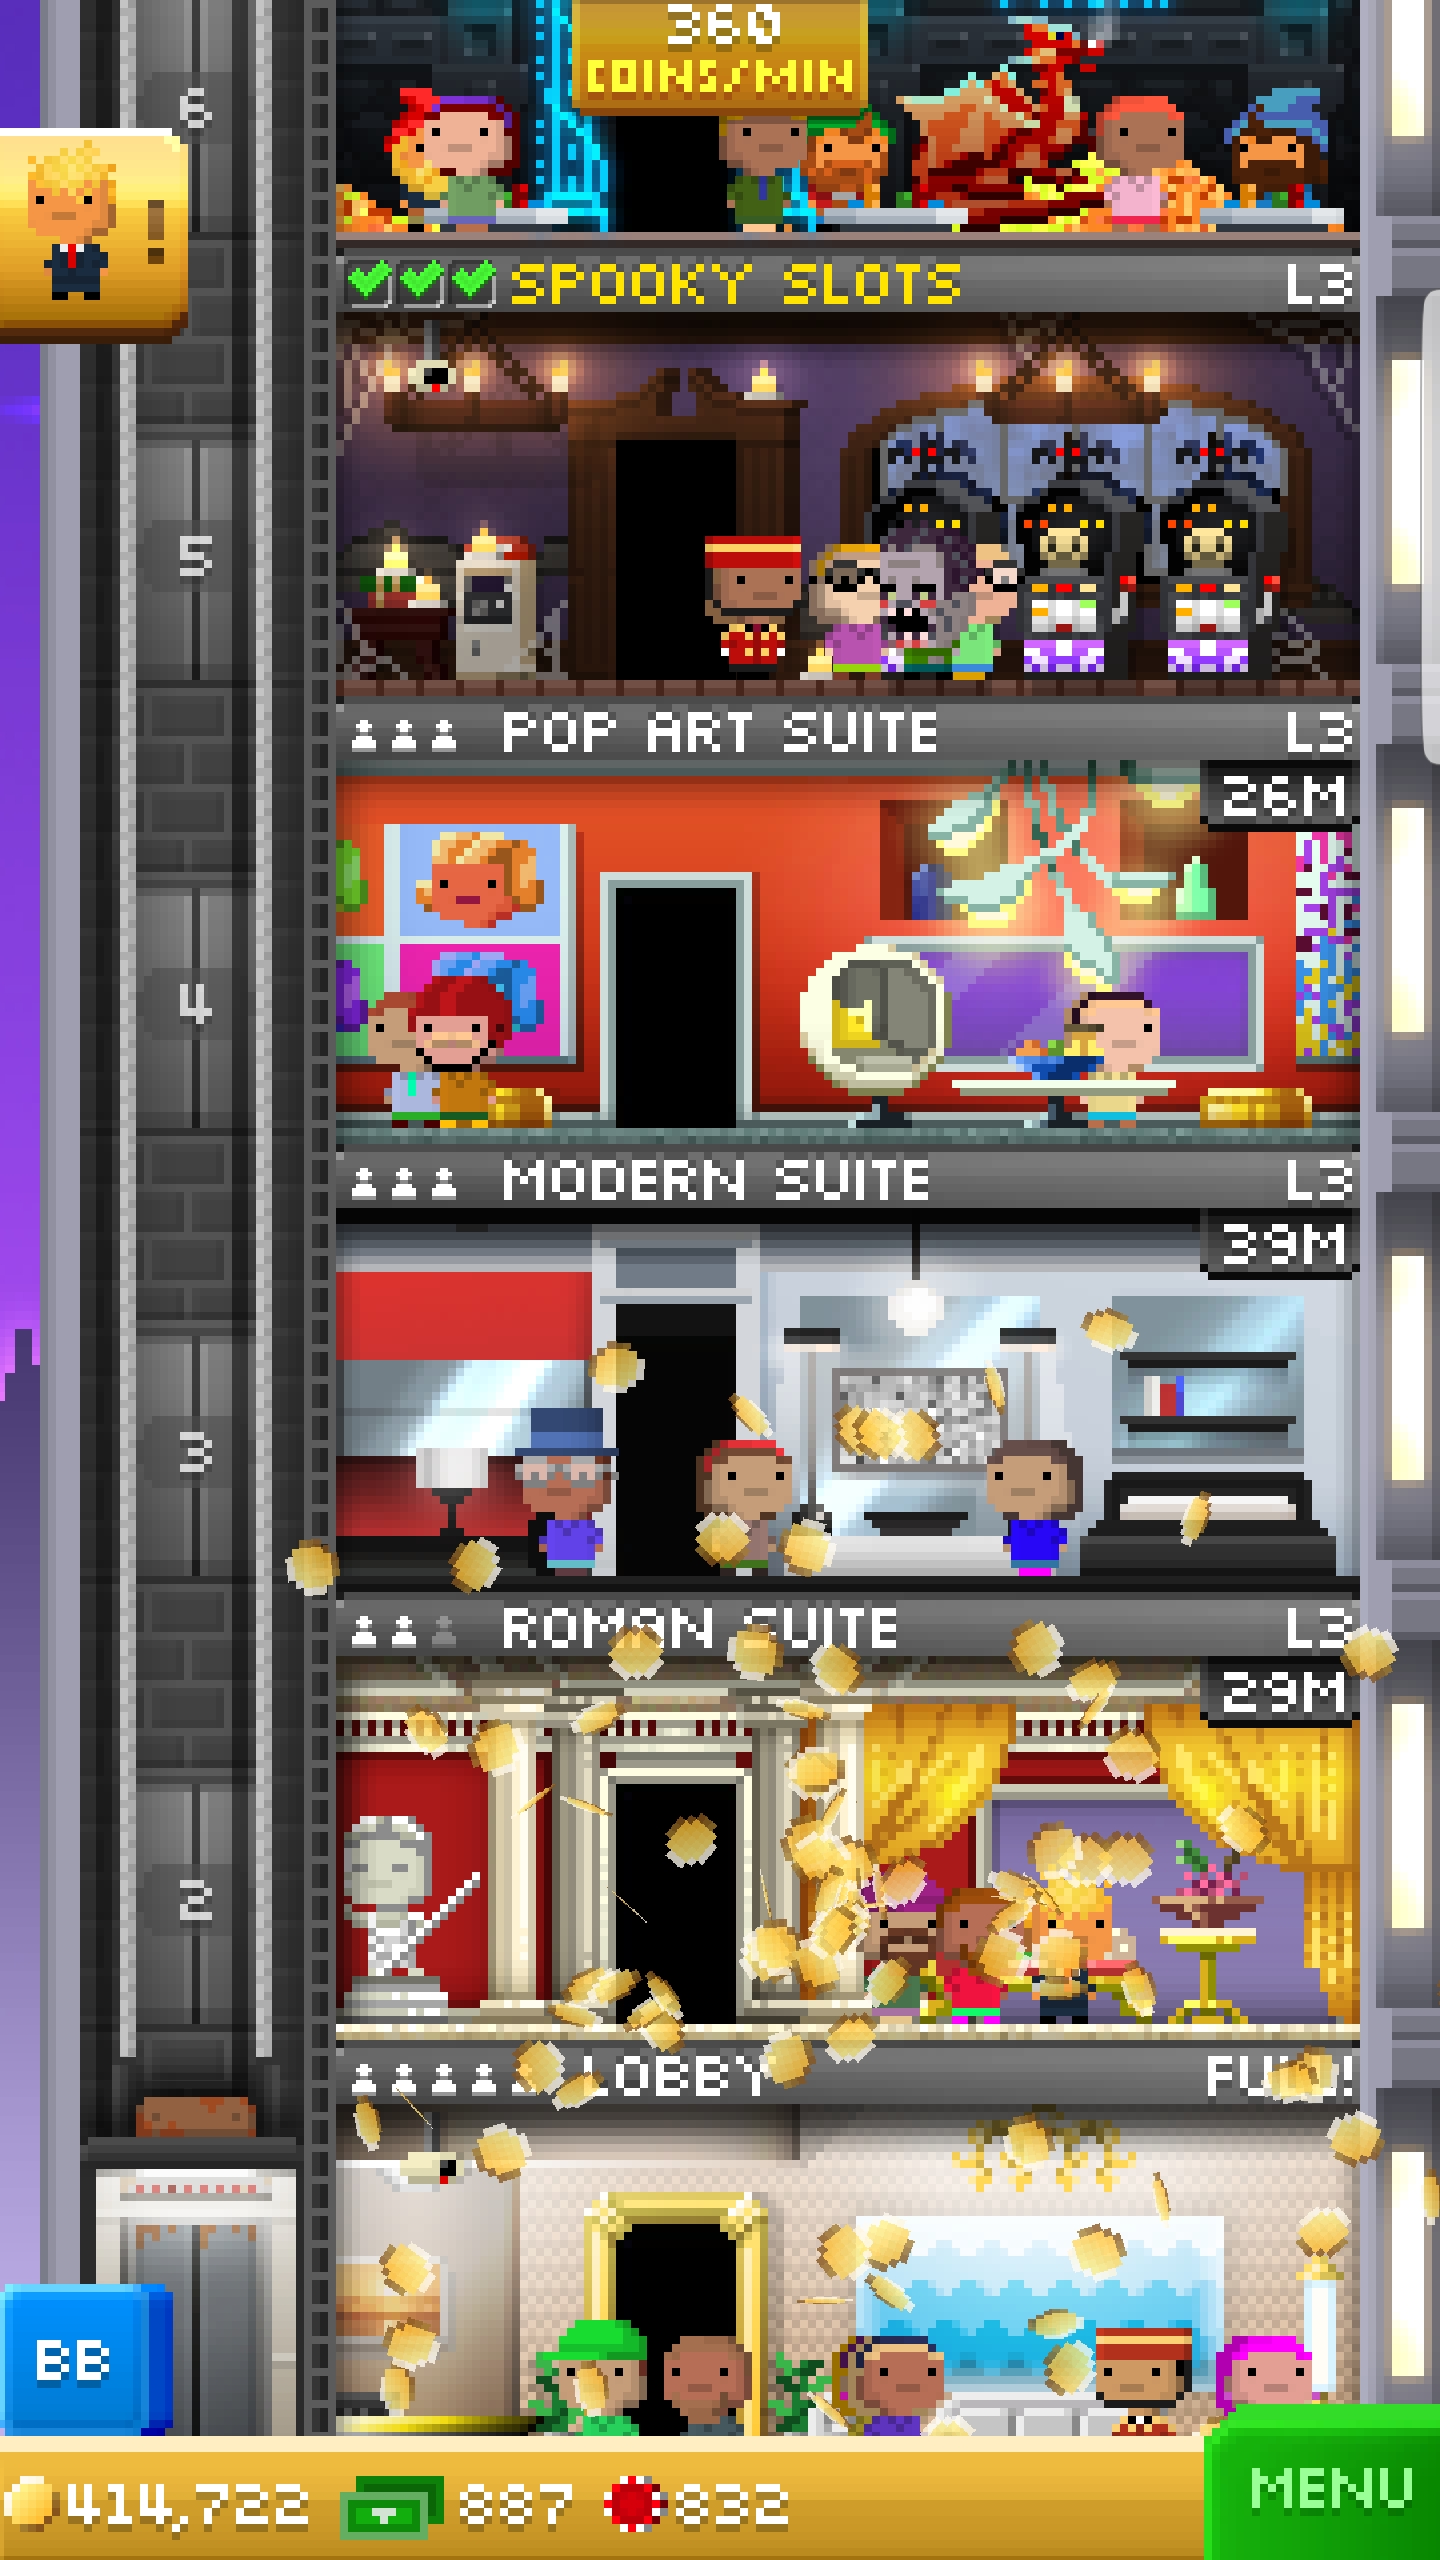 360
COINS/MIN
6
!
SPOOKY SLOTS L3
5
POP ART SUITE L3
26M
4
MODERN SUITE L3
39M
3
ROMAN SUITE L3
29M
2
LOBBY
BB
414,722 887 832
MENU